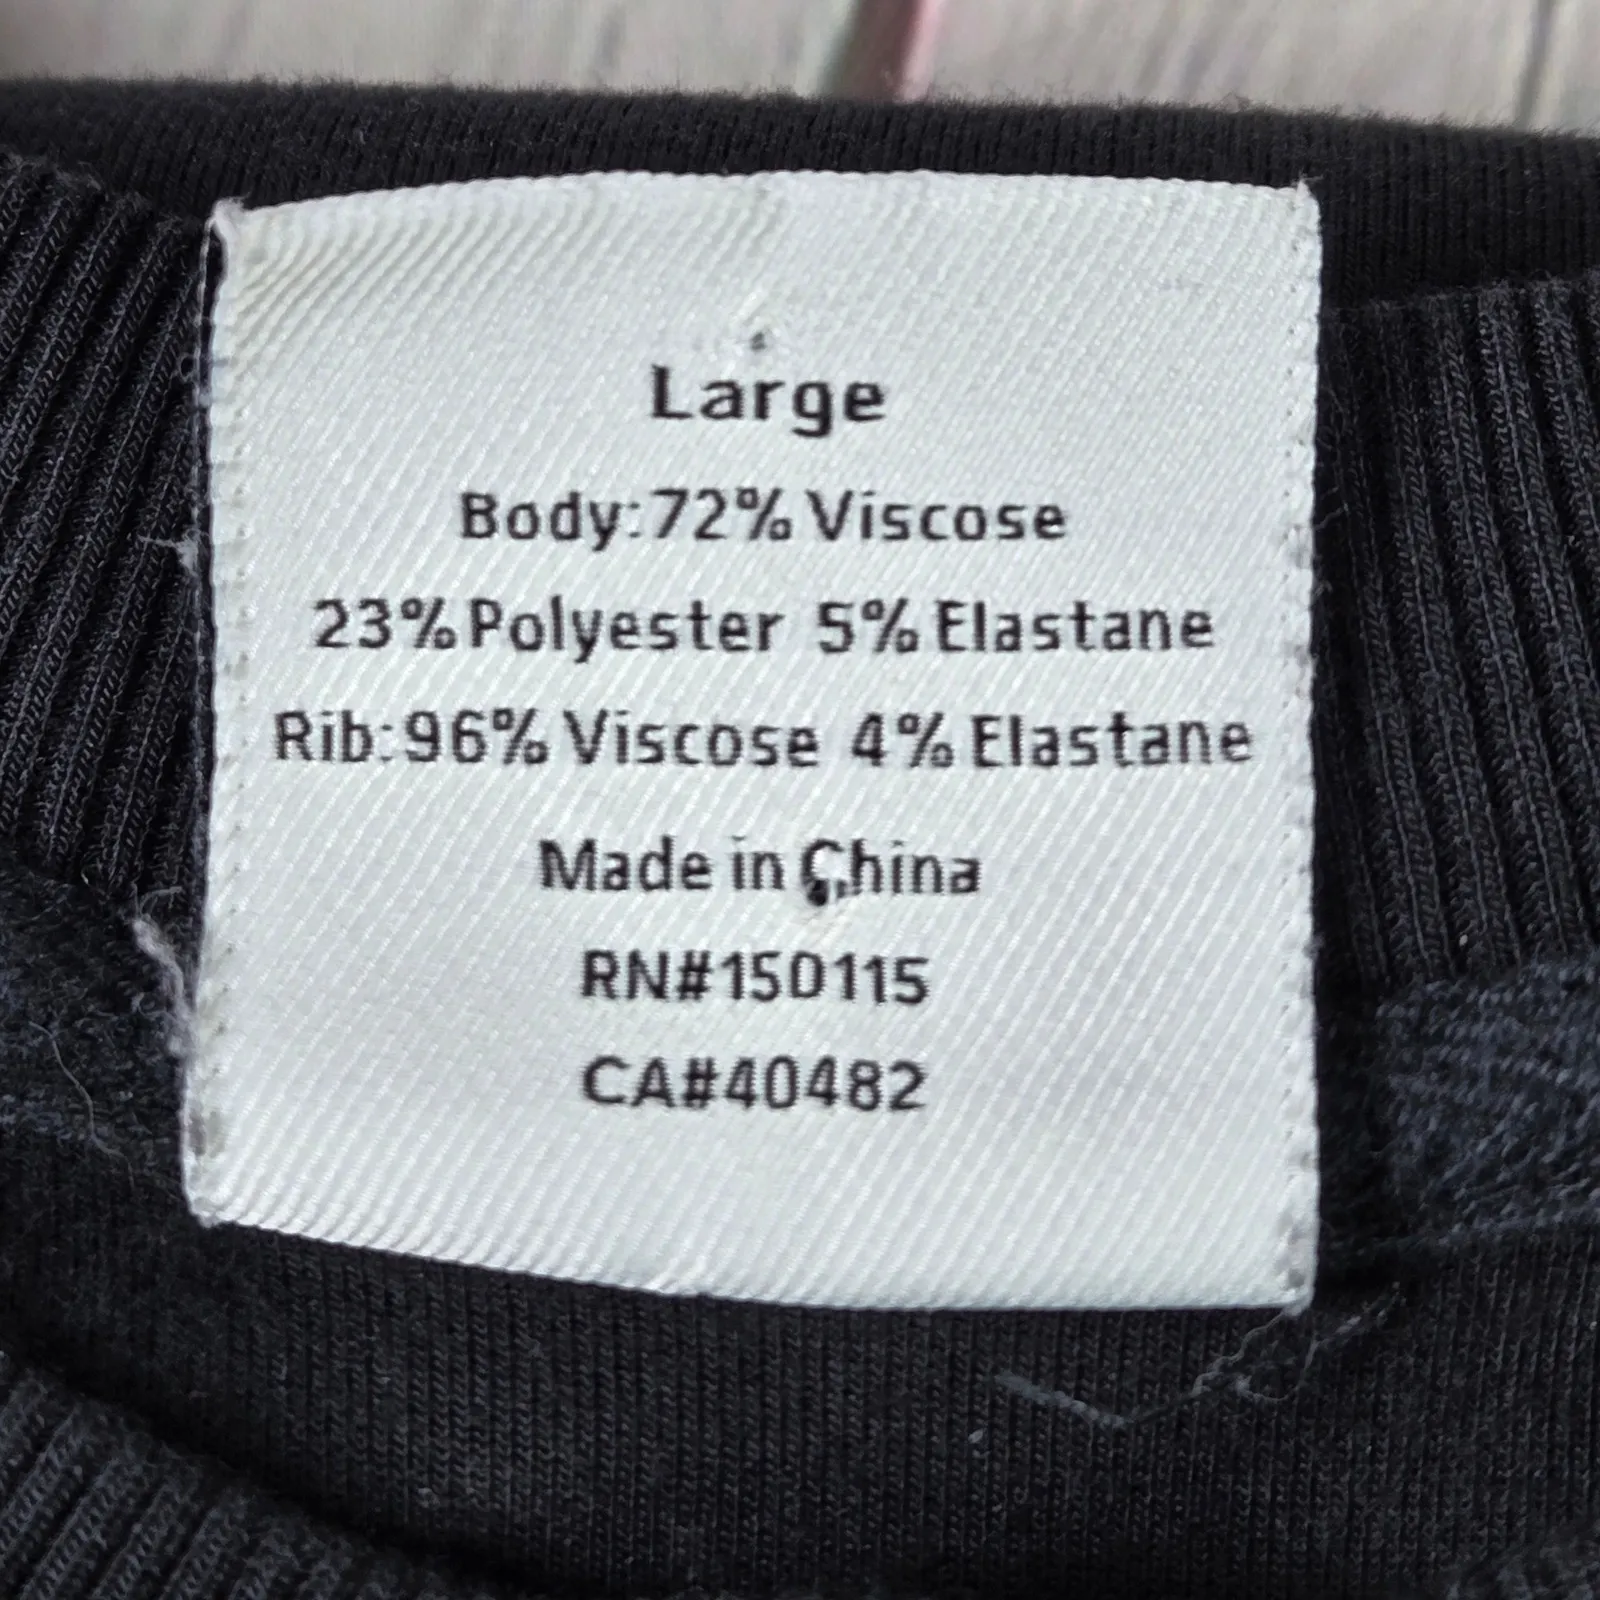 Large
Body:72% Viscose
23% Polyester 5% Elastane
Rib:96% Viscose 4% Elastane
Made in China
RN#150115
CA#40482